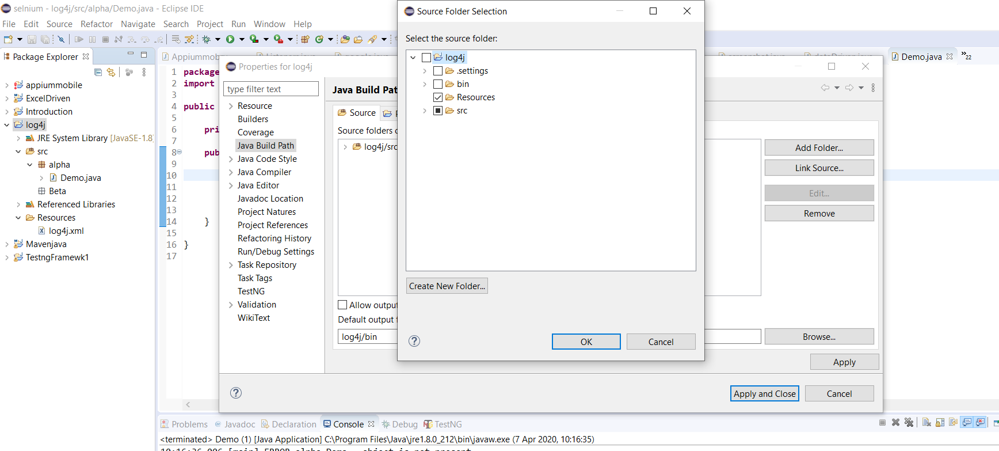 selnium - log4j/src/alpha/Demo.java - Eclipse IDE
File Edit Source Refactor Navigate Search Project Run Window Help
Package Explorer
appiummobile
ExcelDriven
Introduction
log4j
JRE System Library [JavaSE-1.8]
src
alpha
Demo.java
Beta
Referenced Libraries
Resources
log4j.xml
Mavenjava
TestngFramewk1
Demo.java
22
1 package
2 import
3
4 public
5
6 pri
7
8 pub
9
10
11
12
13
14 }
15
16 }
17
Properties for log4j
type filter text
Resource
Builders
Coverage
Java Build Path
Java Code Style
Java Compiler
Java Editor
Javadoc Location
Project Natures
Project References
Refactoring History
Run/Debug Settings
Task Repository
Task Tags
TestNG
Validation
WikiText
Java Build Pat
Source
Source folders
log4j/src
Add Folder...
Link Source...
Edit...
Remove
Allow output
Default output
log4j/bin
Browse...
Apply
Apply and Close Cancel
Source Folder Selection
Select the source folder:
log4j
.settings
bin
Resources
src
Create New Folder...
OK Cancel
Problems @ Javadoc Declaration Console Debug TestNG
<terminated> Demo (1) [Java Application] C:\Program Files\Java\jre1.8.0_212\bin\javaw.exe (7 Apr 2020, 10:16:35)